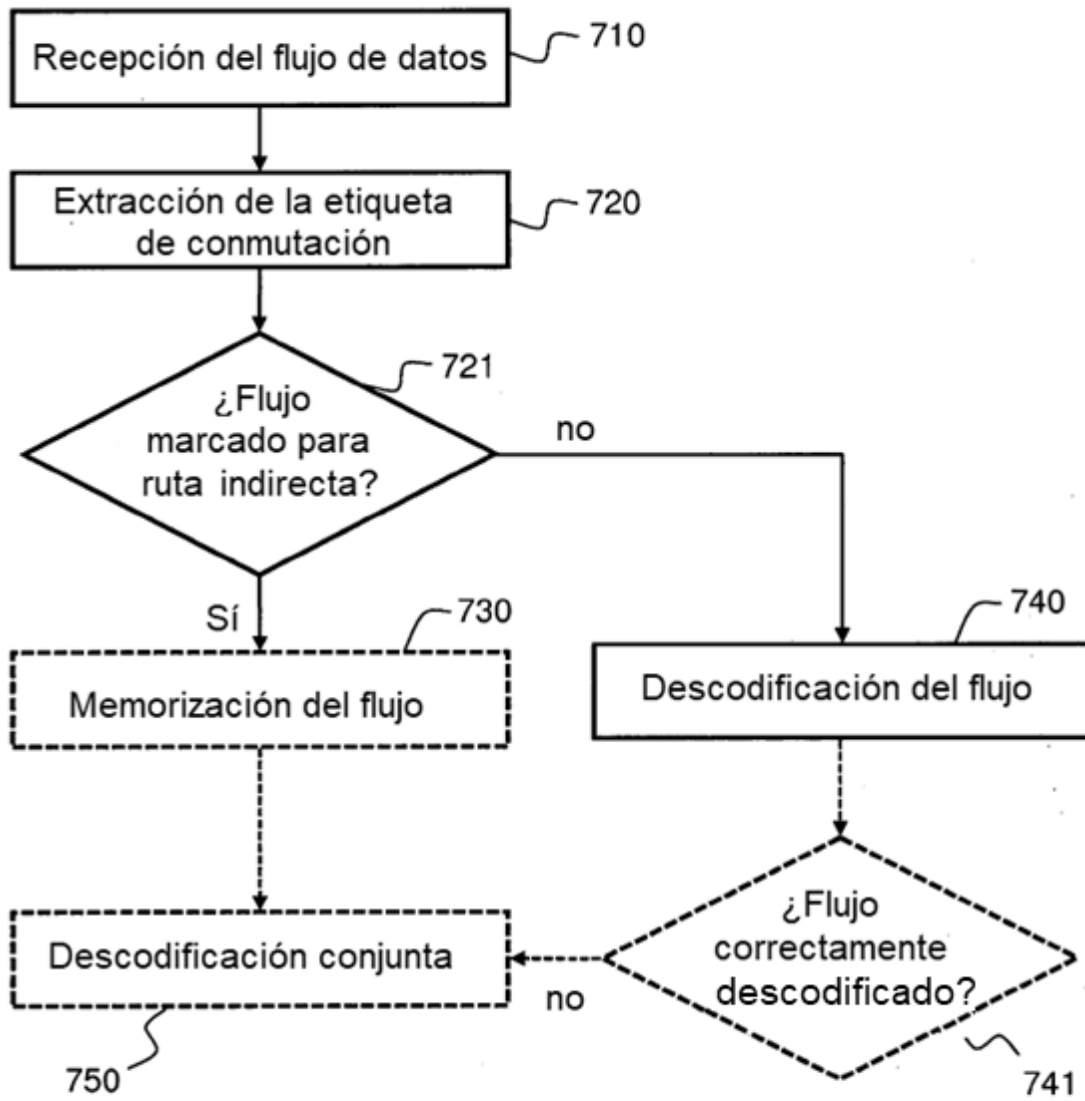 Recepción del flujo de datos
710
Extracción de la etiqueta
de conmutación
720
721
¿Flujo
marcado para
ruta indirecta?
no
Sí
730
740
Memorización del flujo
Descodificación del flujo
Descodificación conjunta
¿Flujo
correctamente
descodificado?
no
750
741